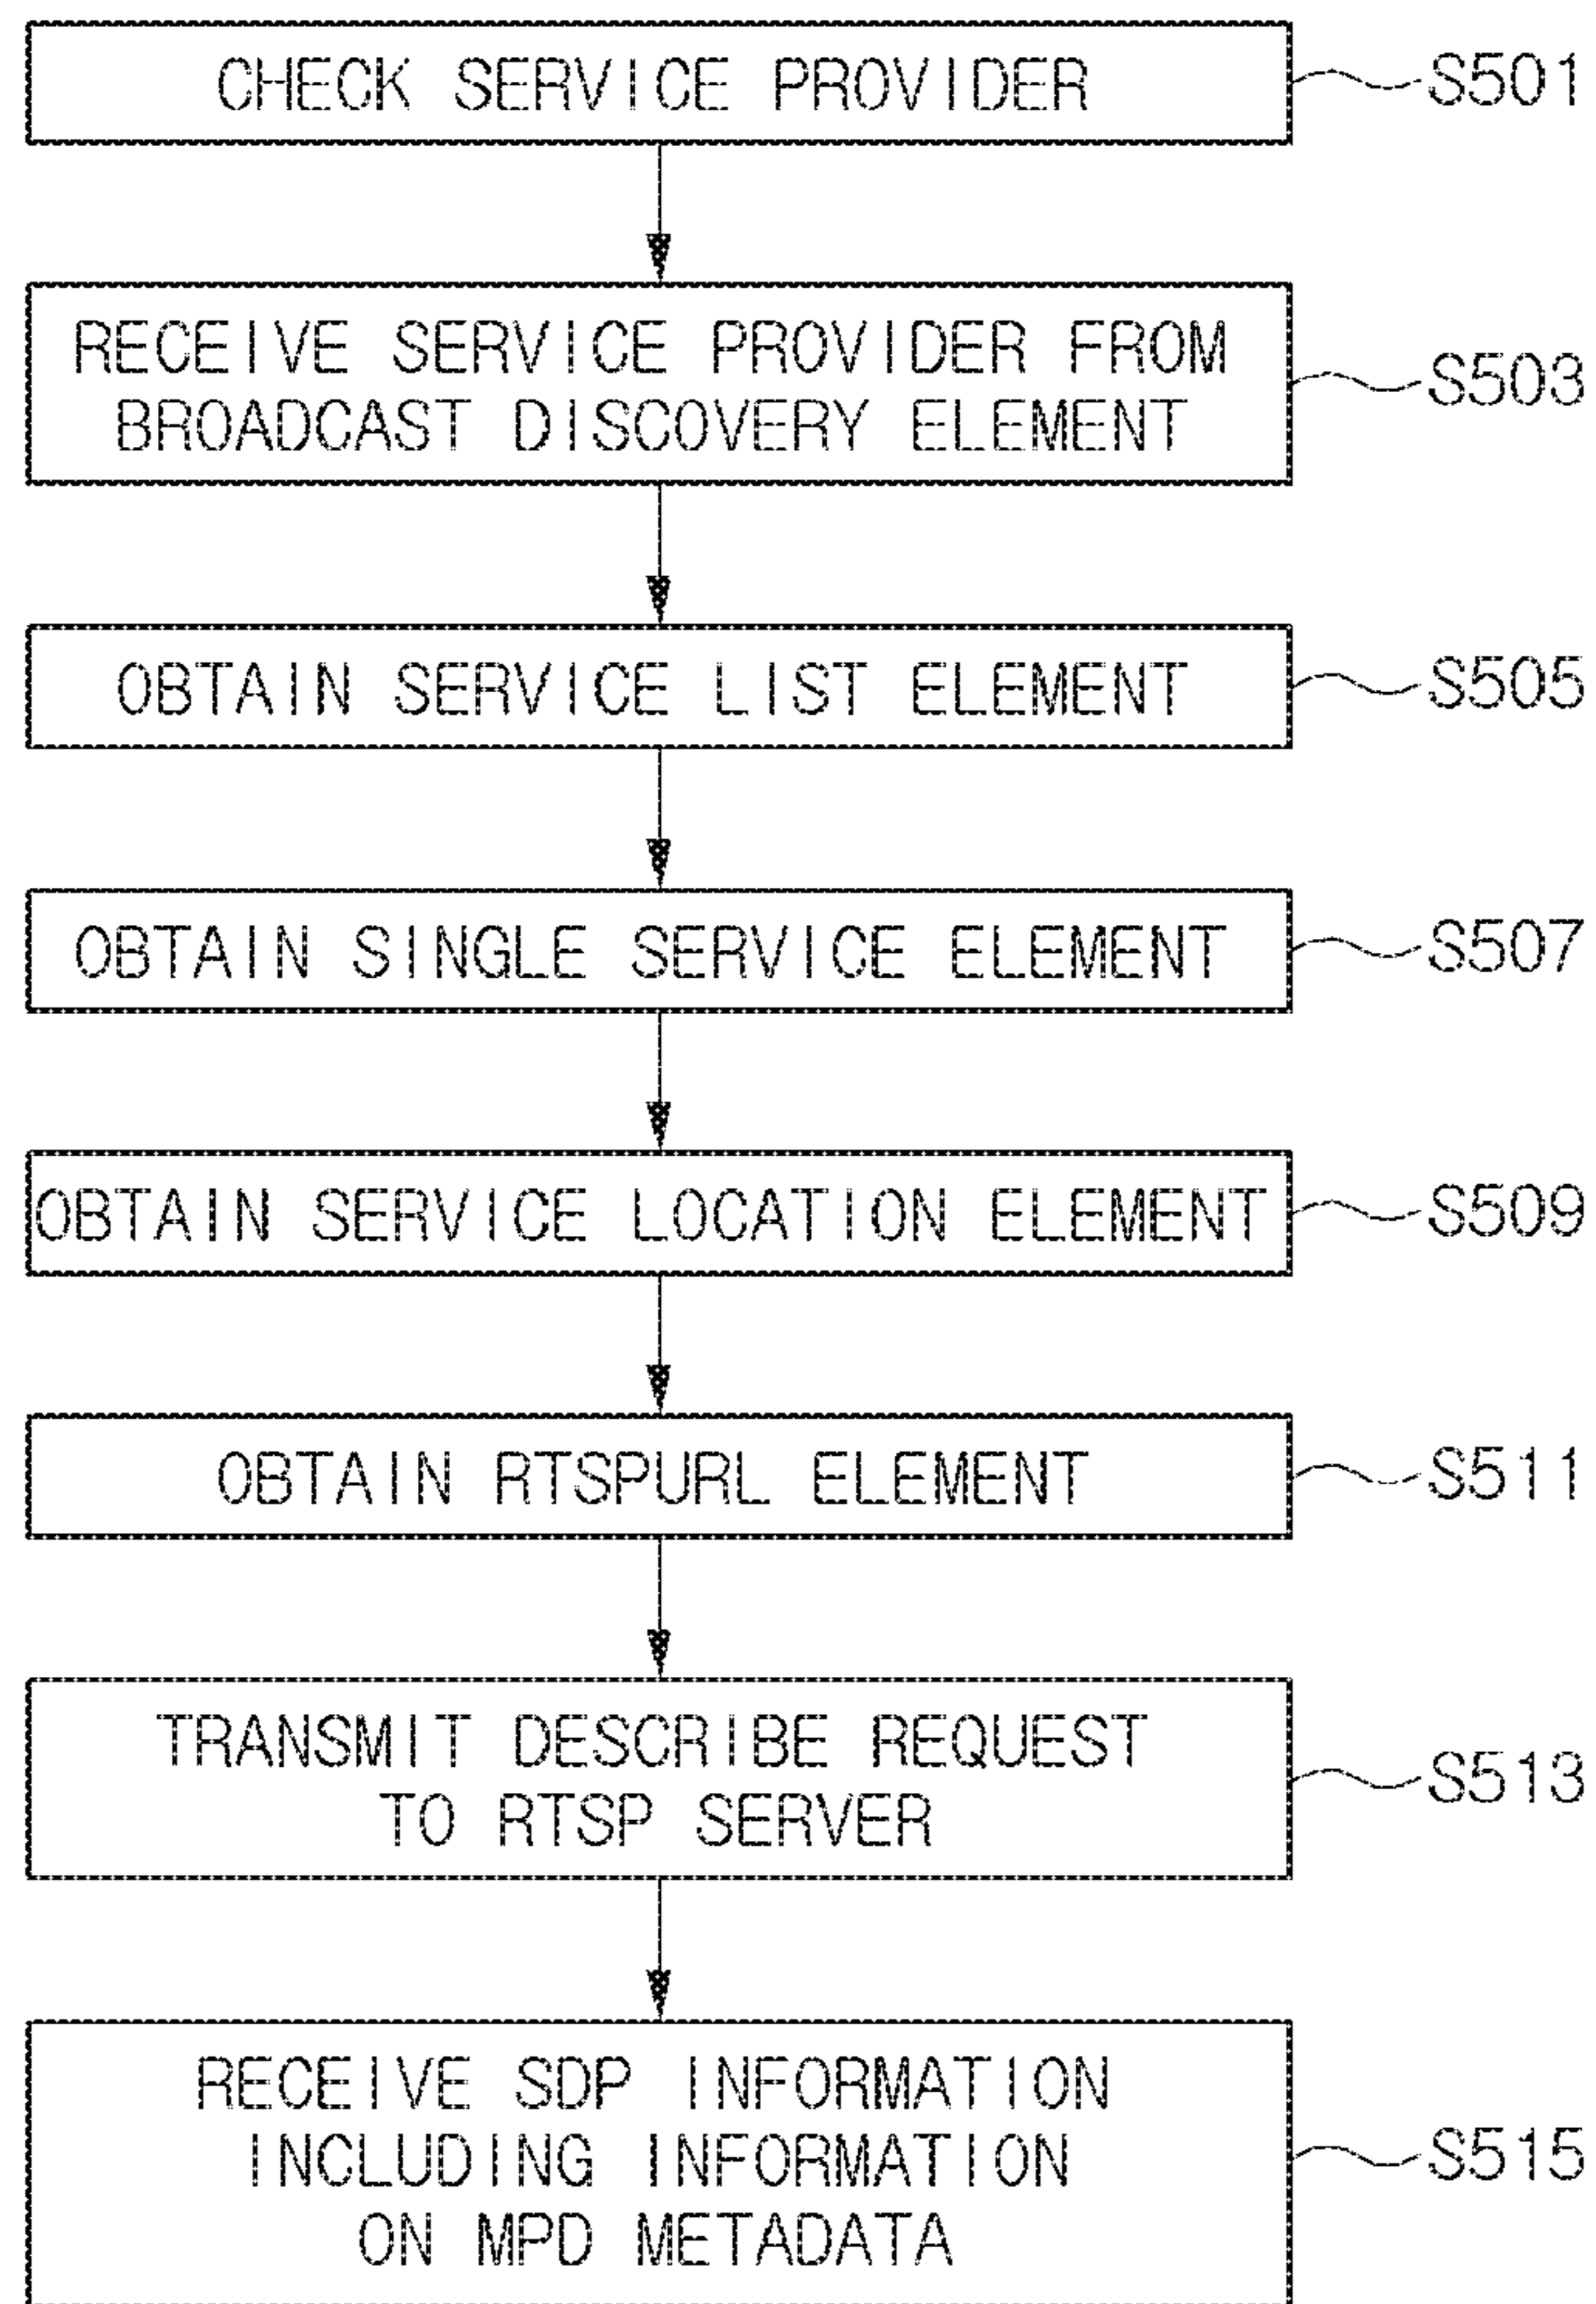 CHECK SERVICE PROVIDER
S501
RECEIVE SERVICE PROVIDER FROM
BROADCAST DISCOVERY ELEMENT
S503
OBTAIN SERVICE LIST ELEMENT
S505
OBTAIN SINGLE SERVICE ELEMENT
S507
OBTAIN SERVICE LOCATION ELEMENT
S509
OBTAIN RTSPURL ELEMENT
S511
TRANSMIT DESCRIBE REQUEST
TO RTSP SERVER
S513
RECEIVE SDP INFORMATION
INCLUDING INFORMATION
ON MPD METADATA
S515